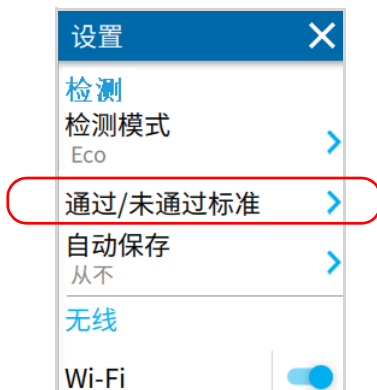 设置
检测
检测模式
Eco
通过/未通过标准
自动保存
从不
无线
Wi-Fi